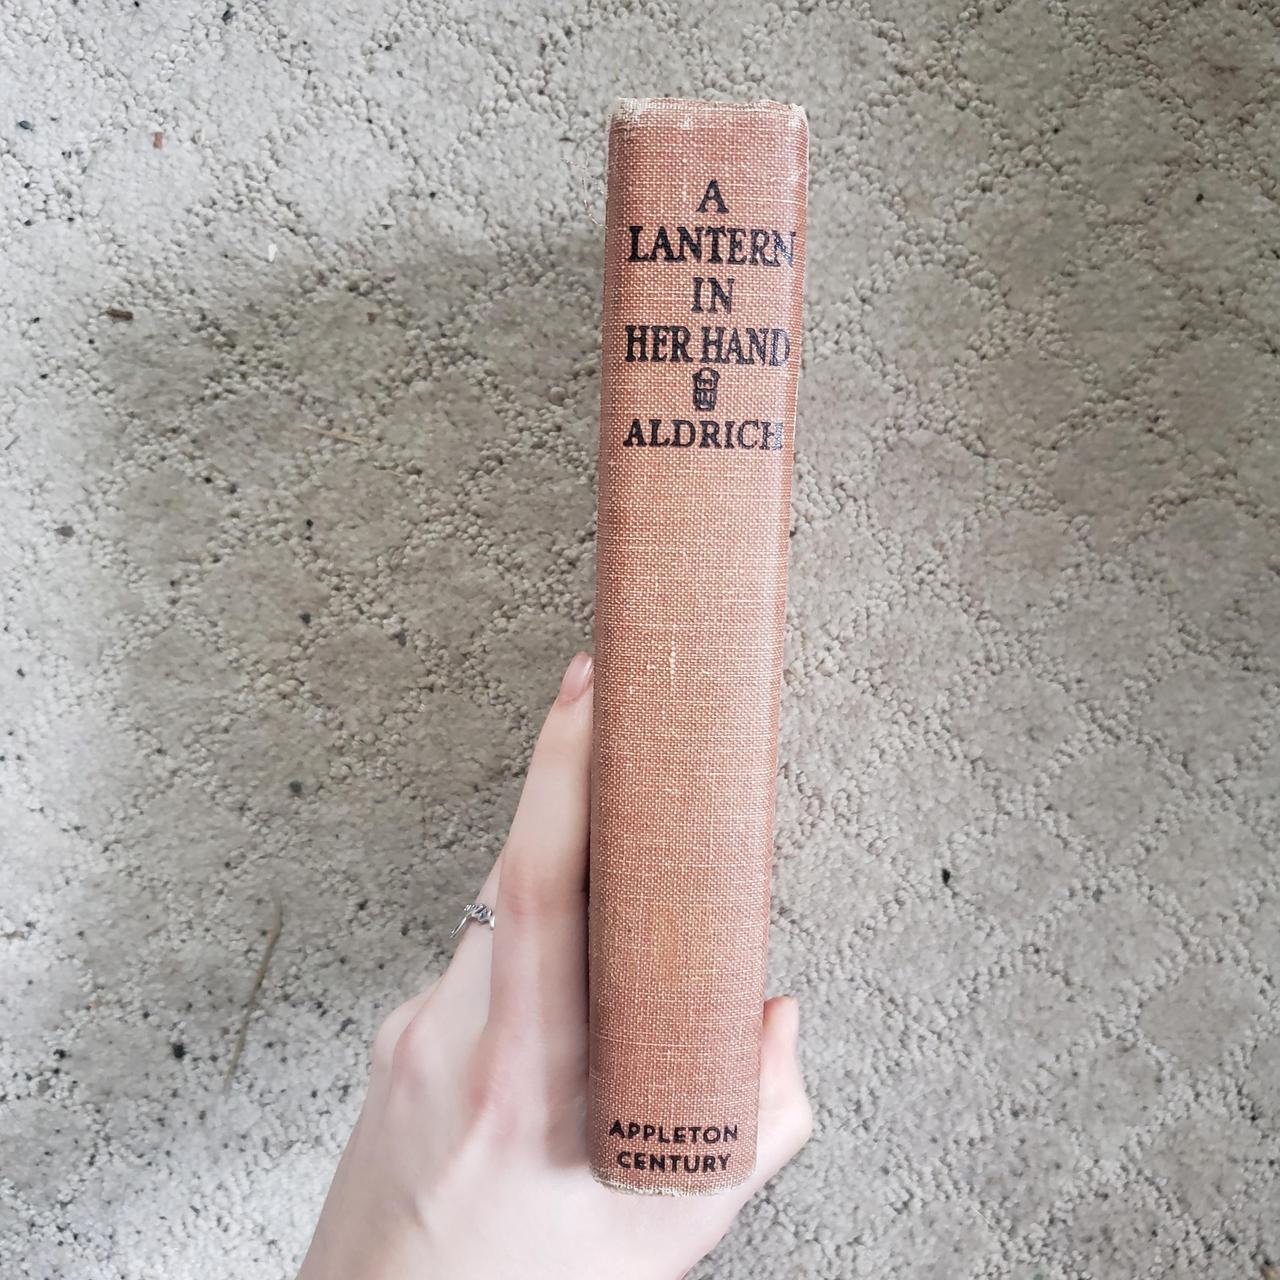 A
LANTERN
IN
HER HAND
ALDRICH
APPLETON
CENTURY